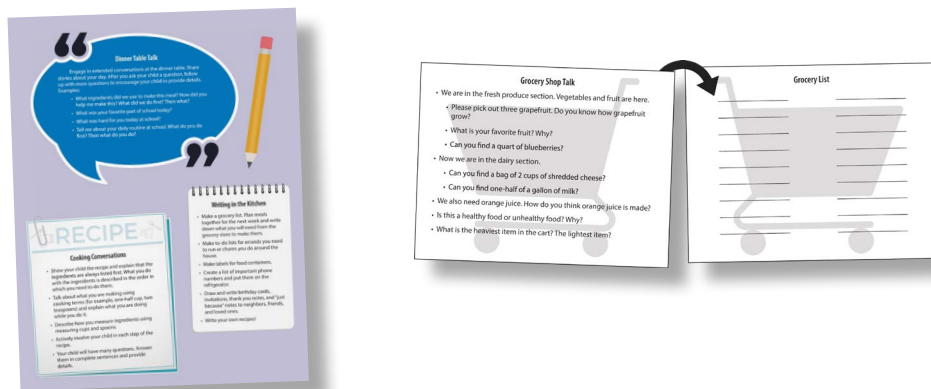 Dinner Table Talk
Engage in extended conversations at the dinner table. Share
stories about your day. After you ask your child a question, follow
up with more questions to encourage your child to provide details.
Examples:
• What ingredients did we use to make this meal? How did you
help me make this? What did we do first? Then what?
• What was your favorite part of school today?
• What was hard for you today at school?
• Tell me about your daily routine at school. What do you do
first? Then what do you do?
RECIPE
Cooking Conversations
• Show your child the recipe and explain that the
ingredients are always listed first. What you do
with the ingredients is described in the order in
which you need to do them.
• Talk about what you are making using
cooking terms (for example, one-half cup, two
teaspoons) and explain what you are doing
while you do it.
• Describe how you measure ingredients using
measuring cups and spoons.
• Actively involve your child in each step of the
recipe.
• Your child will have many questions. Answer
them in complete sentences and provide
details.
Writing in the Kitchen
• Make a grocery list. Plan meals
together for the next week and write
down what you will need from the
grocery store to make them.
• Make to-do lists for errands you need
to run or chores you do around the
house.
• Make labels for food containers.
• Create a list of important phone
numbers and put them on the
refrigerator.
• Draw and write birthday cards,
invitations, thank you notes, and "just
because" notes to neighbors, friends,
and loved ones.
• Write your own recipes!
Grocery Shop Talk
• We are in the fresh produce section. Vegetables and fruit are here.
• Please pick out three grapefruit. Do you know how grapefruit
grow?
• What is your favorite fruit? Why?
• Can you find a quart of blueberries?
• Now we are in the dairy section.
• Can you find a bag of 2 cups of shredded cheese?
• Can you find one-half of a gallon of milk?
• We also need orange juice. How do you think orange juice is made?
• Is this a healthy food or unhealthy food? Why?
• What is the heaviest item in the cart? The lightest item?
Grocery List